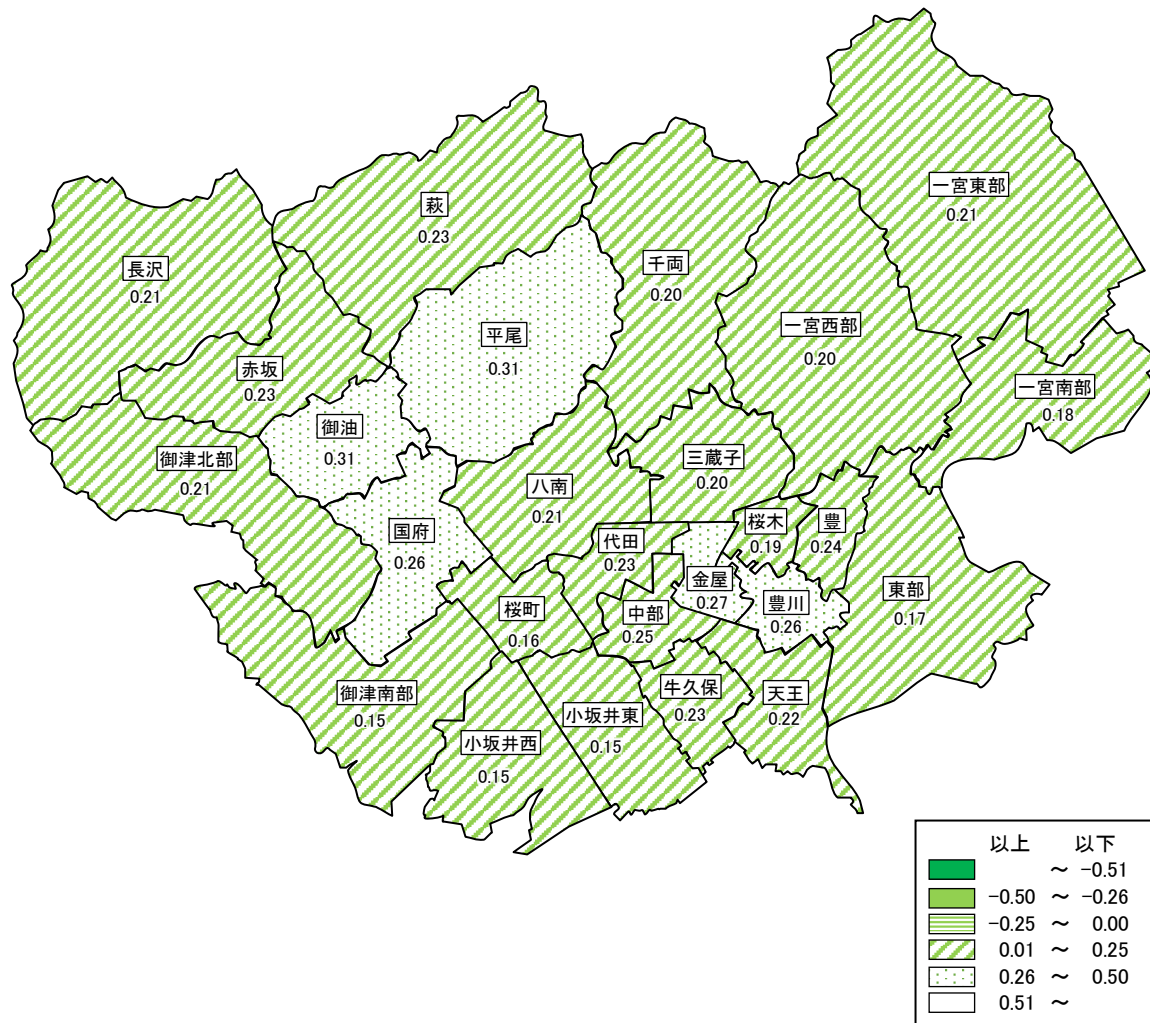 一宮東部
0.21
萩
0.23
長沢
0.21
千両
0.20
平尾
0.31
一宮西部
0.20
赤坂
0.23
一宮南部
0.18
御油
0.31
御津北部
0.21
三蔵子
0.20
八南
0.21
国府
0.26
代田
0.23
桜木
0.19
豊
0.24
金屋
0.27
豊川
0.26
東部
0.17
桜町
0.16
中部
0.25
御津南部
0.15
牛久保
0.23
天王
0.22
小坂井東
0.15
小坂井西
0.15
以上 以下
~ -0.51
-0.50 ~ -0.26
-0.25 ~ 0.00
0.01 ~ 0.25
0.26 ~ 0.50
0.51 ~